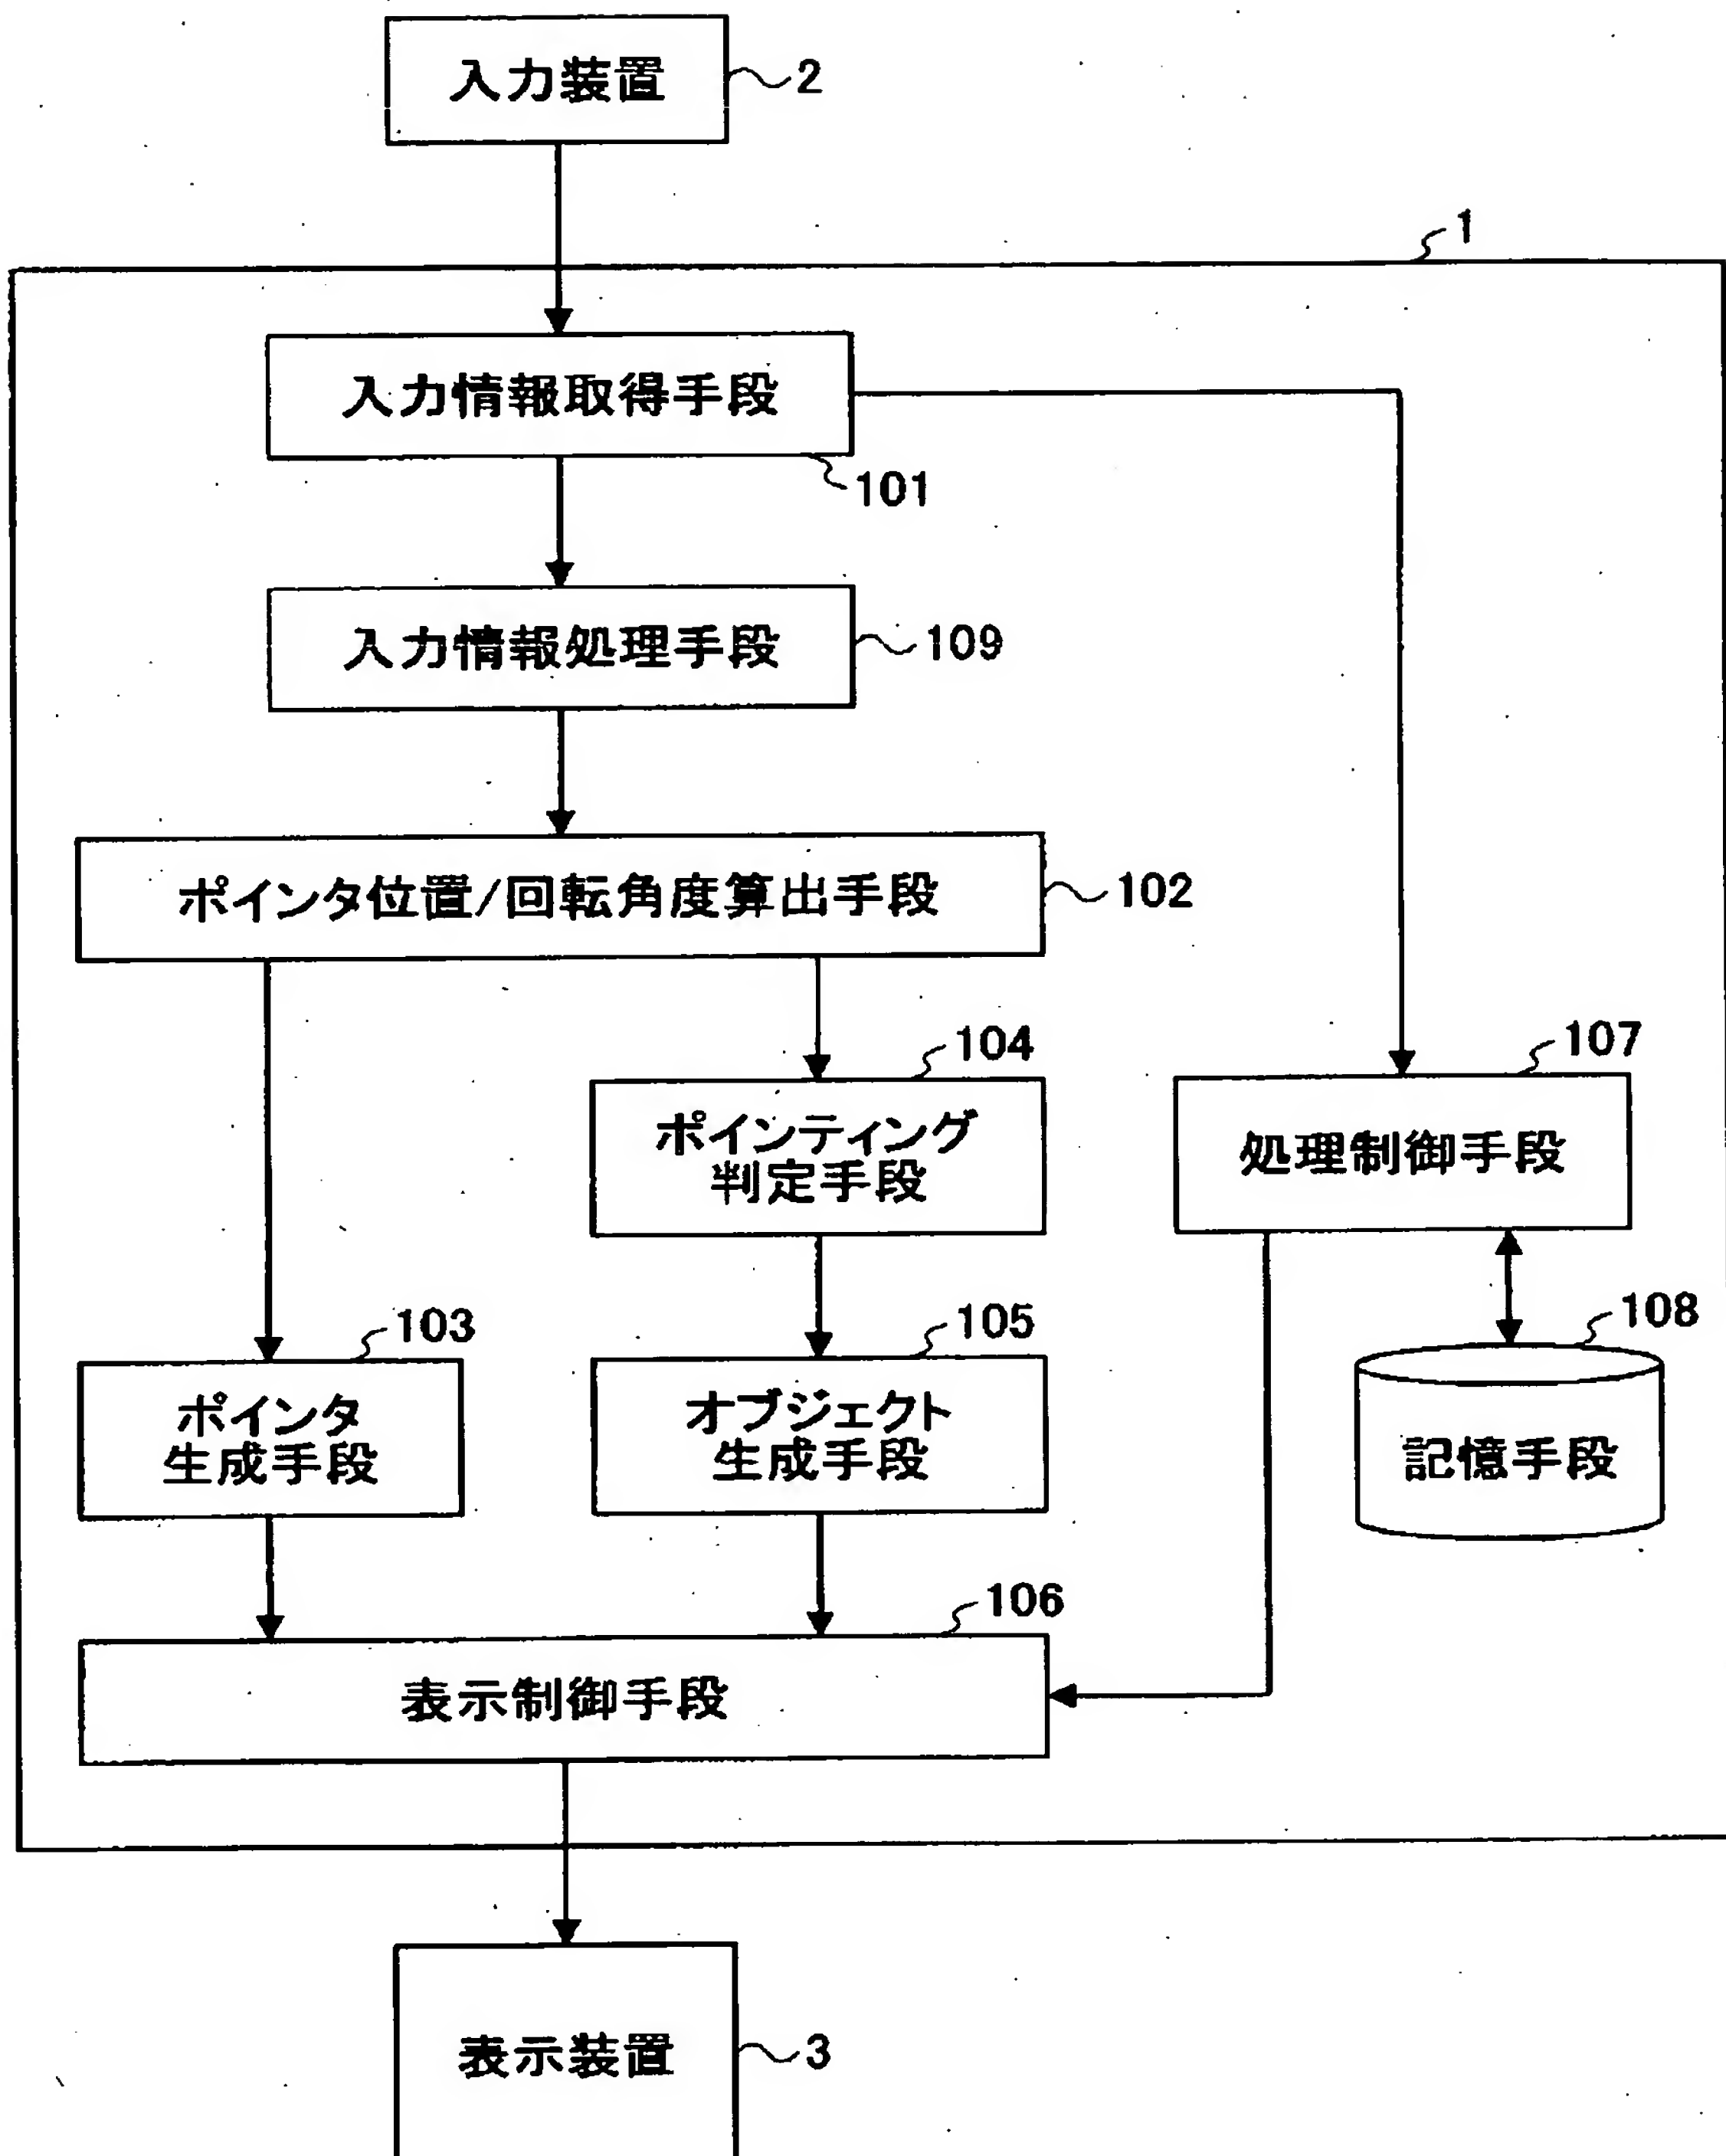 入力装置
2
1
入力情報取得手段
101
入力情報処理手段
109
ポインタ位置/回転角度算出手段
102
104
107
ポインティング
判定手段
処理制御手段
103
105
108
ポインタ
生成手段
オブジェクト
生成手段
記憶手段
106
表示制御手段
表示装置
3